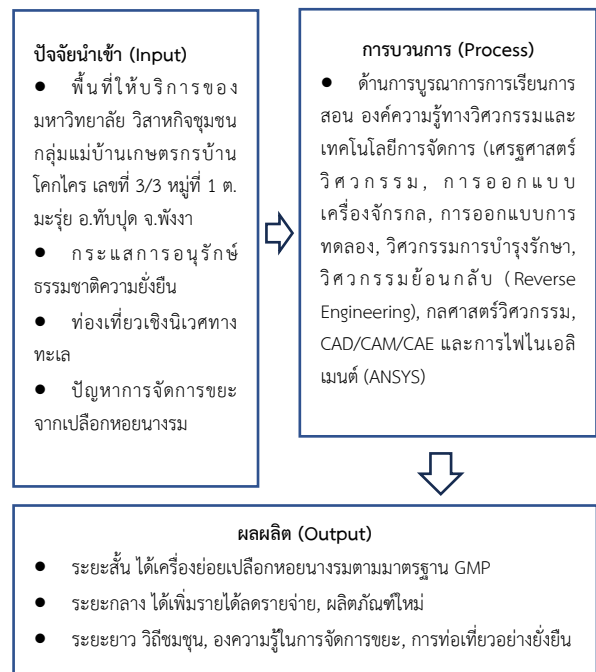 ปัจจัยนำเข้า (Input)
● พื้นที่ให้บริการของ
มหาวิทยาลัย วิสาหกิจชุมชน
กลุ่มแม่บ้านเกษตรกรบ้าน
โคกไคร เลขที่ 3/3 หมู่ที่ 1 ต.
มะรุ่ย อ.ทับปุด จ.พังงา
● กระแสการอนุรักษ์
ธรรมชาติความยั่งยืน
● ท่องเที่ยวเชิงนิเวศทาง
ทะเล
● ปัญหาการจัดการขยะ
จากเปลือกหอยนางรม
การบวนการ (Process)
● ด้านการบูรณาการการเรียนการ
สอน องค์ความรู้ทางวิศวกรรมและ
เทคโนโลยีการจัดการ (เศรฐศาสตร์
วิศวกรรม, การออกแบบ
เครื่องจักรกล, การออกแบบการ
ทดลอง, วิศวกรรมการบำรุงรักษา,
วิศวกรรมย้อนกลับ (Reverse
Engineering), กลศาสตร์วิศวกรรม,
CAD/CAM/CAE และการไฟไนเอลิ
เมนต์ (ANSYS)
ผลผลิต (Output)
● ระยะสั้น ได้เครื่องย่อยเปลือกหอยนางรมตามมาตรฐาน GMP
● ระยะกลาง ได้เพิ่มรายได้ลดรายจ่าย, ผลิตภัณฑ์ใหม่
● ระยะยาว วิถีชมชุน, องความรู้ในการจัดการขยะ, การท่อเที่ยวอย่างยั่งยืน